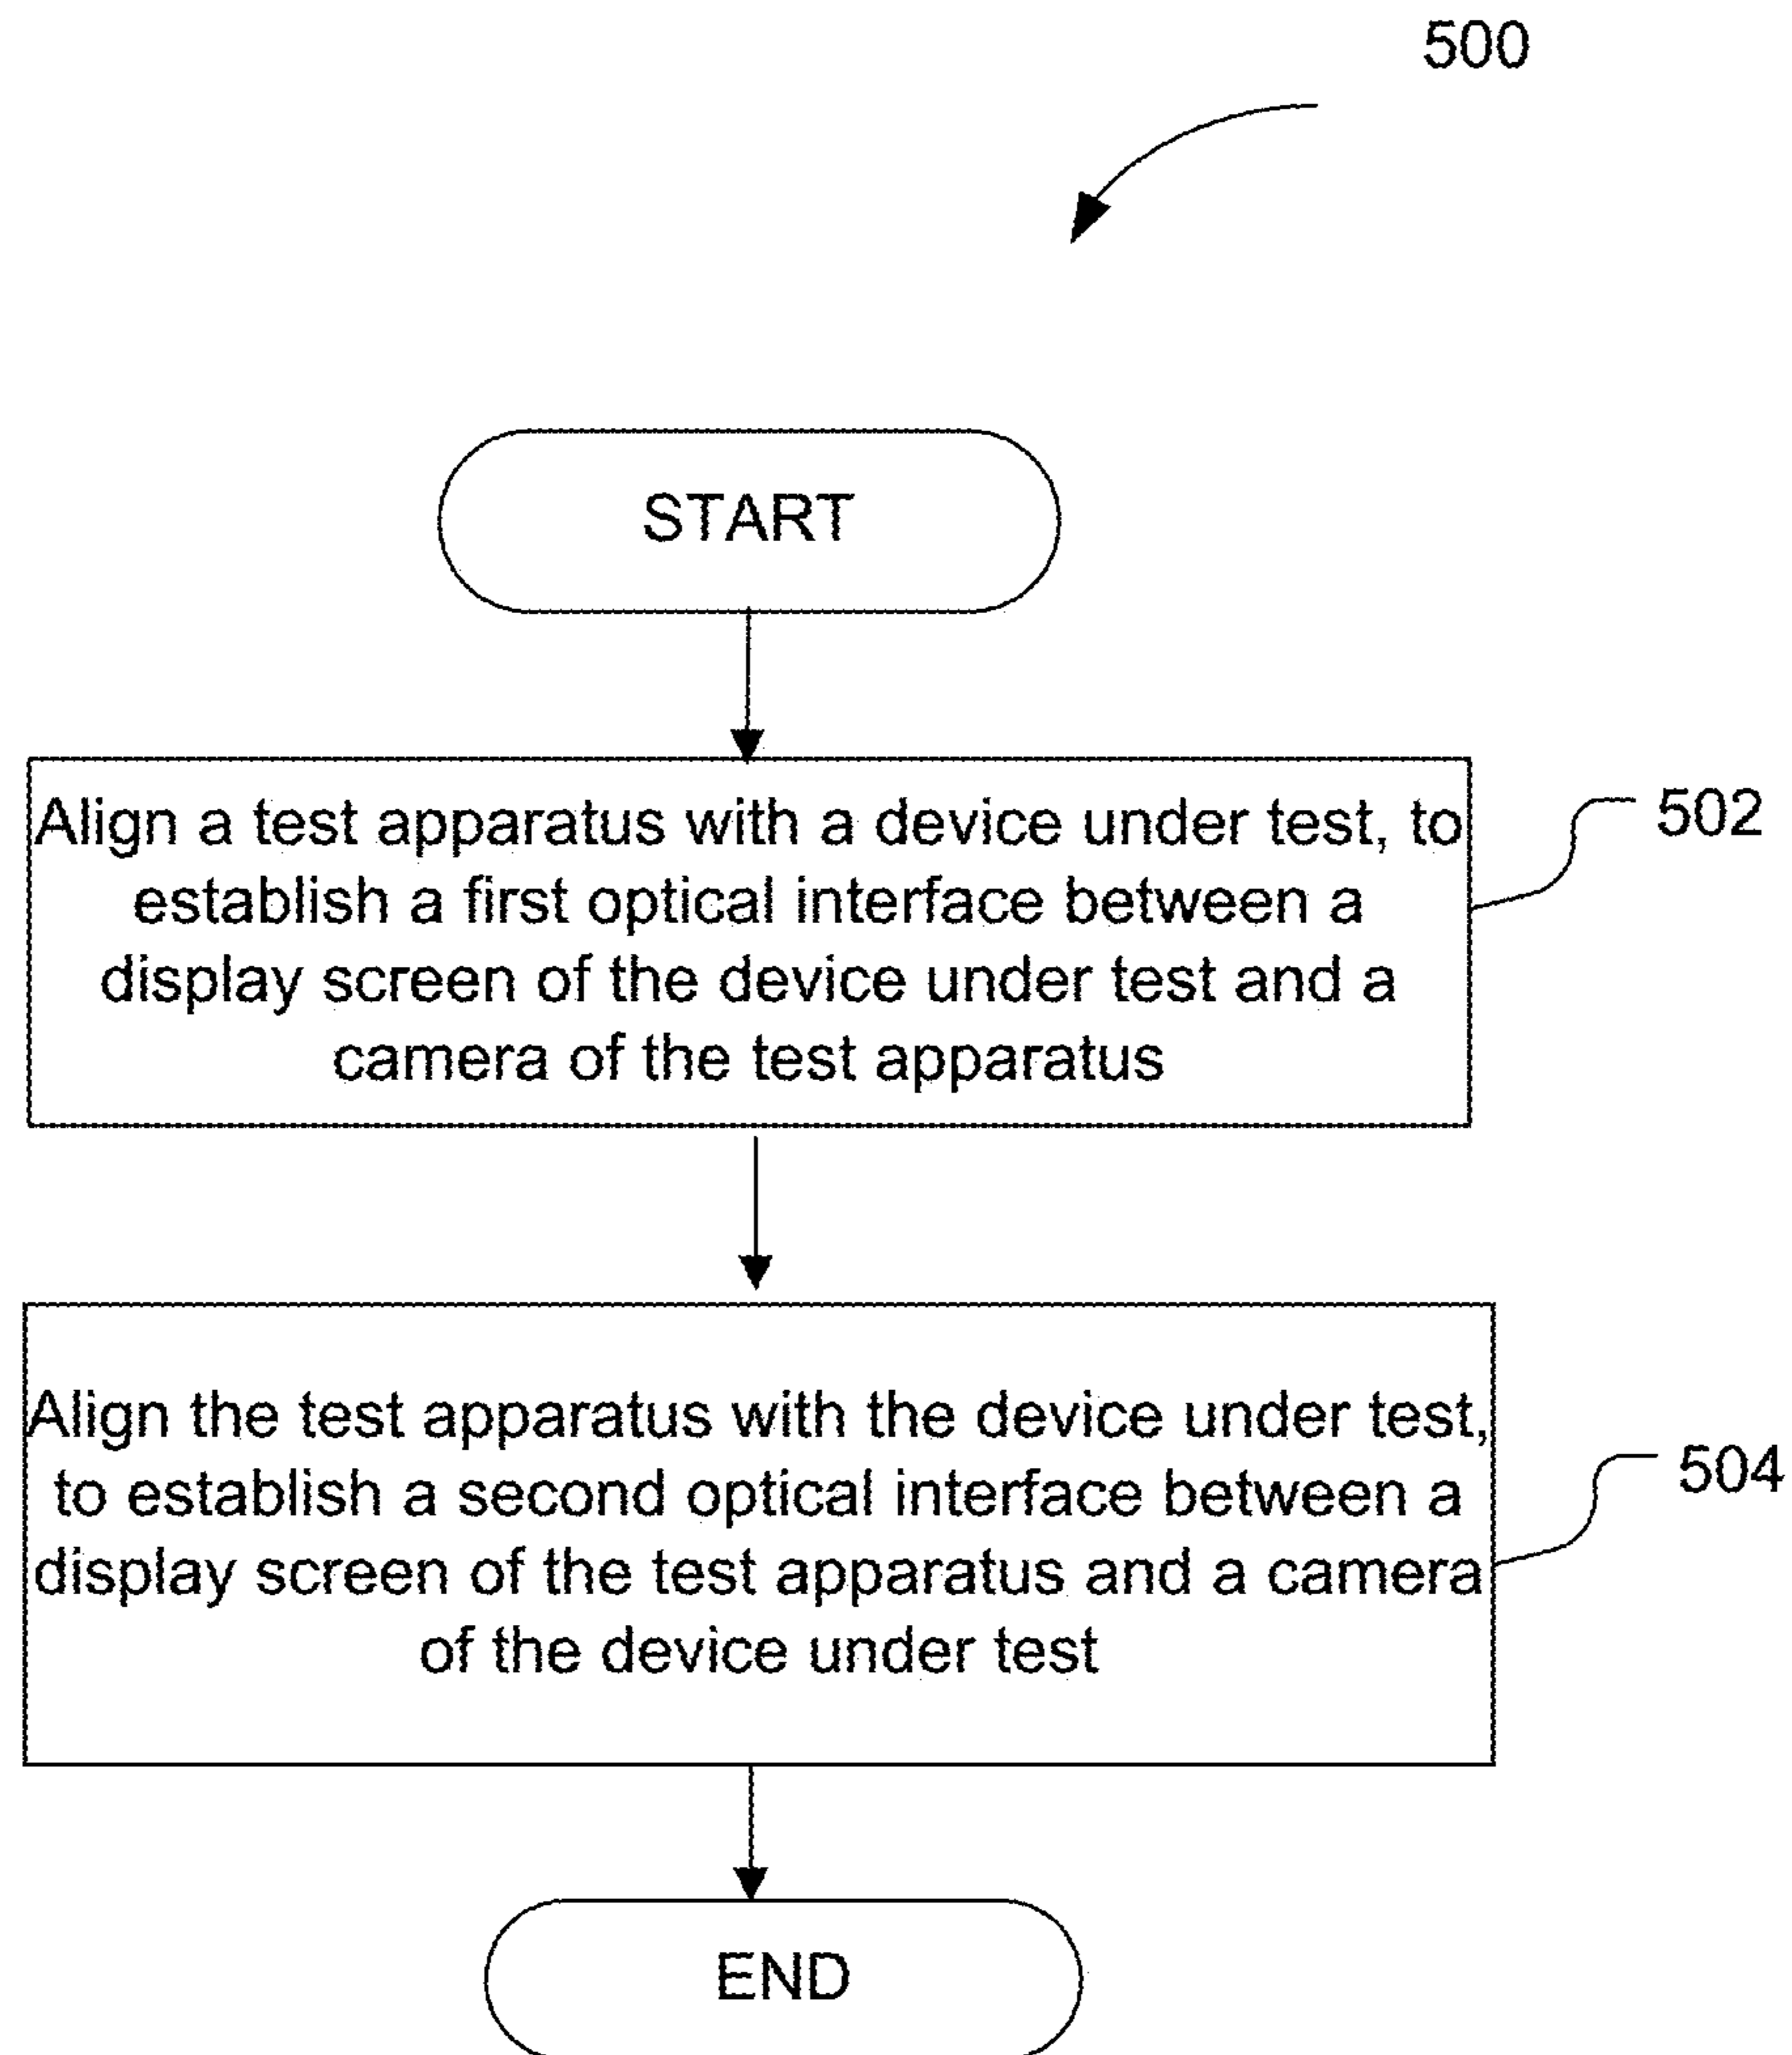 500
START
Align a test apparatus with a device under test, to
establish a first optical interface between a
display screen of the device under test and a
camera of the test apparatus
502
Align the test apparatus with the device under test,
to establish a second optical interface between a
display screen of the test apparatus and a camera
of the device under test
504
END